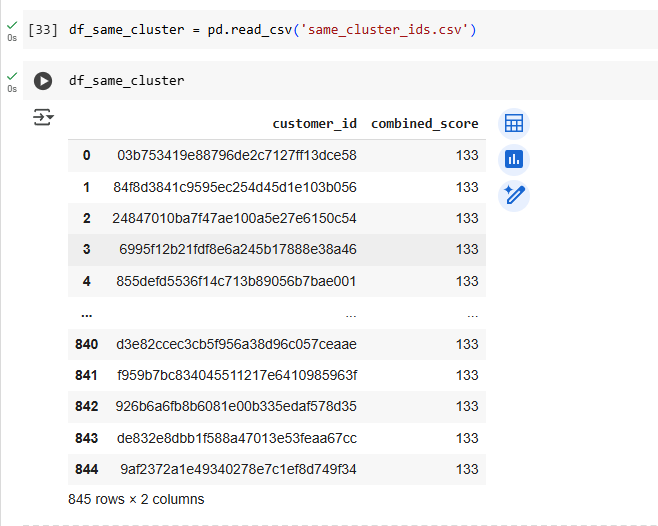 [33] df_same_cluster = pd.read_csv('same_cluster_ids.csv')
0s
df_same_cluster
0s
customer_id combined_score
0 03b753419e88796de2c7127ff13dce58 133
1 84f8d3841c9595ec254d45d1e103b056 133
2 24847010ba7f47ae100a5e27e6150c54 133
3 6995f12b21fdf8e6a245b17888e38a46 133
4 855defd5536f14c713b89056b7bae001 133
... ... ...
840 d3e82ccec3cb5f956a38d96c057ceaae 133
841 f959b7bc834045511217e6410985963f 133
842 926b6a6fb8b6081e00b335edaf578d35 133
843 de832e8dbb1f588a47013e53feaa67cc 133
844 9af2372a1e49340278e7c1ef8d749f34 133
845 rows × 2 columns